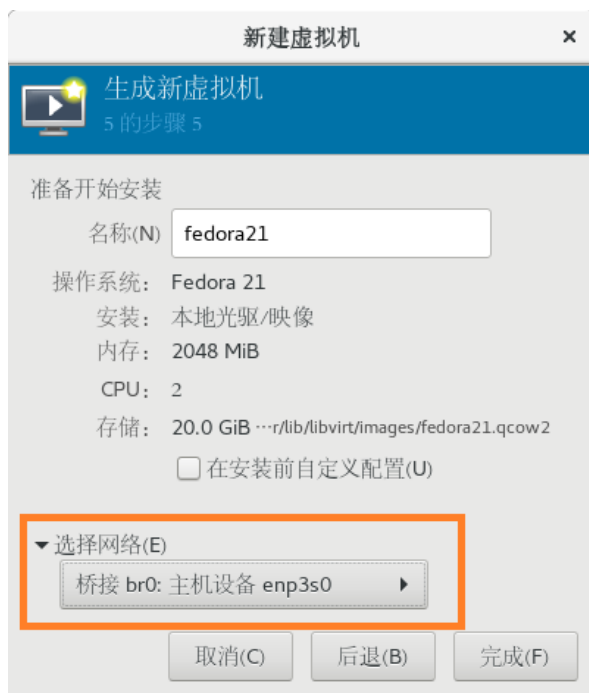 新建虚拟机 ×
生成新虚拟机
5 的步骤 5
准备开始安装
名称(N) fedora21
操作系统: Fedora 21
安装: 本地光驱/映像
内存: 2048 MiB
CPU: 2
存储: 20.0 GiB ···r/lib/libvirt/images/fedora21.qcow2
在安装前自定义配置(U)
选择网络(E)
桥接 br0: 主机设备 enp3s0
取消(C) 后退(B) 完成(F)